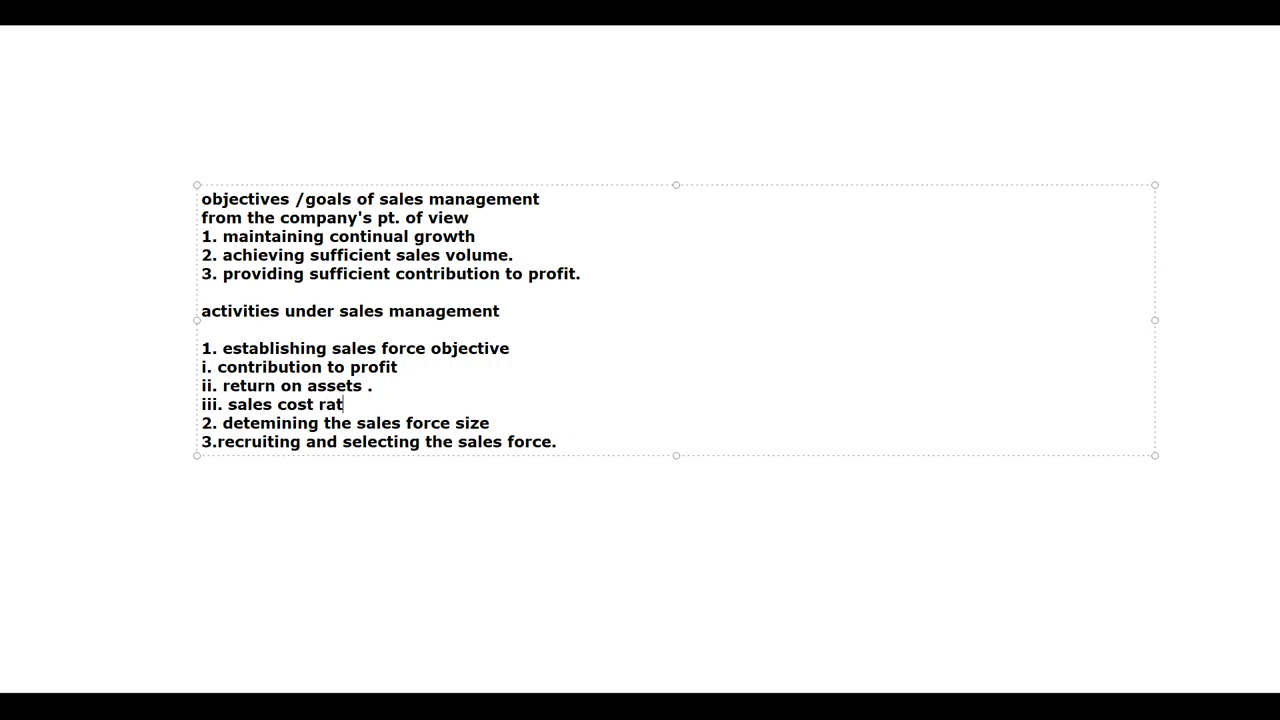 objectives /goals of sales management
from the company's pt. of view
1. maintaining continual growth
2. achieving sufficient sales volume.
3. providing sufficient contribution to profit.
activities under sales management
1. establishing sales force objective
i. contribution to profit
ii. return on assets .
iii. sales cost rat
2. detemining the sales force size
3.recruiting and selecting the sales force.